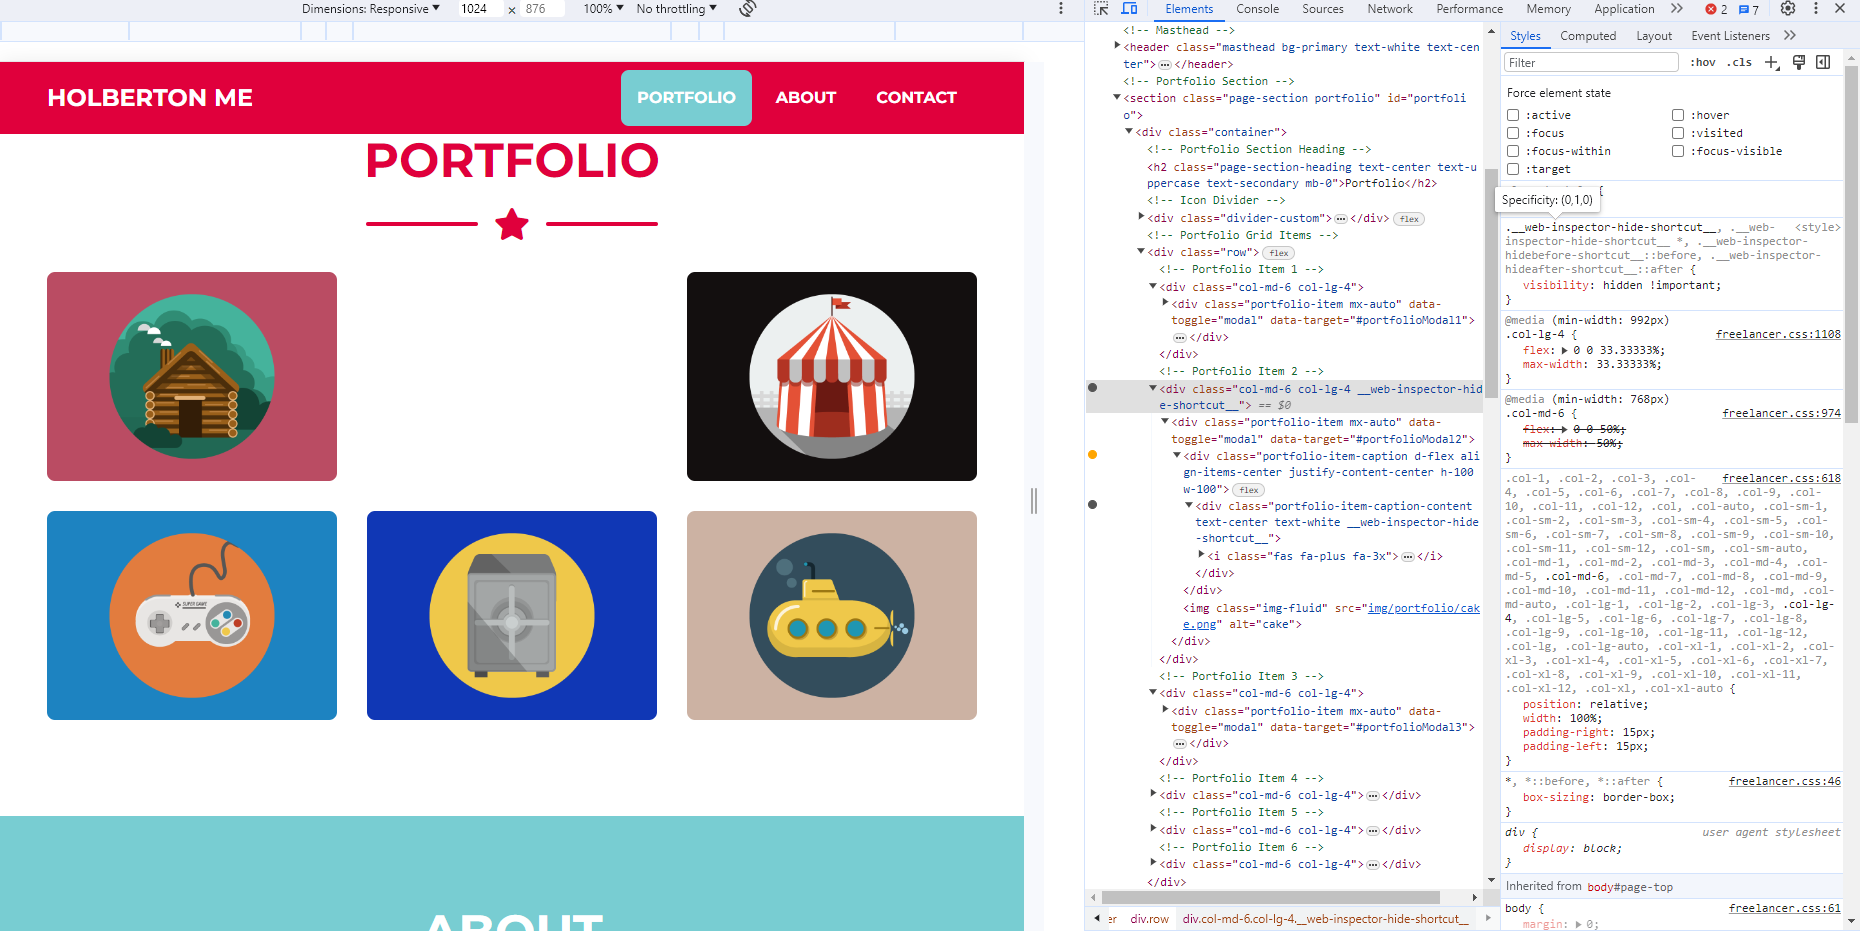 Dimensions: Responsive ▼ 1024 × 876 100% ▼ No throttling ▼
HOLBERTON ME
PORTFOLIO
ABOUT
CONTACT
PORTFOLIO
SUPER GAME
ABOUT
Elements Console Sources Network Performance Memory Application 2 7
<!-- Masthead -->
<header class="masthead bg-primary text-white text-cen
ter">…</header>
<!-- Portfolio Section -->
<section class="page-section portfolio" id="portfoli
o">
<div class="container">
<!-- Portfolio Section Heading -->
<h2 class="page-section-heading text-center text-u
ppercase text-secondary mb-0">Portfolio</h2>
<!-- Icon Divider -->
<div class="divider-custom">…</div> flex
<!-- Portfolio Grid Items -->
<div class="row"> flex
<!-- Portfolio Item 1 -->
<div class="col-md-6 col-lg-4">
<div class="portfolio-item mx-auto" data-
toggle="modal" data-target="#portfolioModal1">
…</div>
</div>
<!-- Portfolio Item 2 -->
<div class="col-md-6 col-lg-4 __web-inspector-hid
e-shortcut__"> == $0
<div class="portfolio-item mx-auto" data-
toggle="modal" data-target="#portfolioModal2">
<div class="portfolio-item-caption d-flex ali
gn-items-center justify-content-center h-100
w-100"> flex
<div class="portfolio-item-caption-content
text-center text-white __web-inspector-hide
-shortcut__">
<i class="fas fa-plus fa-3x">…</i>
</div>
</div>
<img class="img-fluid" src="img/portfolio/cak
e.png" alt="cake">
</div>
</div>
<!-- Portfolio Item 3 -->
<div class="col-md-6 col-lg-4">
<div class="portfolio-item mx-auto" data-
toggle="modal" data-target="#portfolioModal3">
…</div>
</div>
<!-- Portfolio Item 4 -->
<div class="col-md-6 col-lg-4">…</div>
<!-- Portfolio Item 5 -->
<div class="col-md-6 col-lg-4">…</div>
<!-- Portfolio Item 6 -->
<div class="col-md-6 col-lg-4">…</div>
</div>
er div.row div.col-md-6.col-lg-4.__web-inspector-hide-shortcut__
Styles Computed Layout Event Listeners
Filter :hov .cls
Force element state
:active :hover
:focus :visited
:focus-within :focus-visible
:target
{
Specificity: (0,1,0)
.__web-inspector-hide-shortcut__, .__web- <style>
inspector-hide-shortcut__ *, .__web-inspector-
hidebefore-shortcut__::before, .__web-inspector-
hideafter-shortcut__::after {
visibility: hidden !important;
}
@media (min-width: 992px)
.col-lg-4 { freelancer.css:1108
flex: ▶ 0 0 33.33333%;
max-width: 33.33333%;
}
@media (min-width: 768px)
.col-md-6 { freelancer.css:974
flex: ▶ 0 0 50%;
max-width: 50%;
}
.col-1, .col-2, .col-3, .col- freelancer.css:618
4, .col-5, .col-6, .col-7, .col-8, .col-9, .col-
10, .col-11, .col-12, .col, .col-auto, .col-sm-1,
.col-sm-2, .col-sm-3, .col-sm-4, .col-sm-5, .col-
sm-6, .col-sm-7, .col-sm-8, .col-sm-9, .col-sm-10,
.col-sm-11, .col-sm-12, .col-sm, .col-sm-auto,
.col-md-1, .col-md-2, .col-md-3, .col-md-4, .col-
md-5, .col-md-6, .col-md-7, .col-md-8, .col-md-9,
.col-md-10, .col-md-11, .col-md-12, .col-md, .col-
md-auto, .col-lg-1, .col-lg-2, .col-lg-3, .col-lg-
4, .col-lg-5, .col-lg-6, .col-lg-7, .col-lg-8,
.col-lg-9, .col-lg-10, .col-lg-11, .col-lg-12,
.col-lg, .col-lg-auto, .col-xl-1, .col-xl-2, .col-
xl-3, .col-xl-4, .col-xl-5, .col-xl-6, .col-xl-7,
.col-xl-8, .col-xl-9, .col-xl-10, .col-xl-11,
.col-xl-12, .col-xl, .col-xl-auto {
position: relative;
width: 100%;
padding-right: 15px;
padding-left: 15px;
}
*, *::before, *::after { freelancer.css:46
box-sizing: border-box;
}
div { user agent stylesheet
display: block;
}
Inherited from body#page-top
body { freelancer.css:61
margin: ▶ 0;